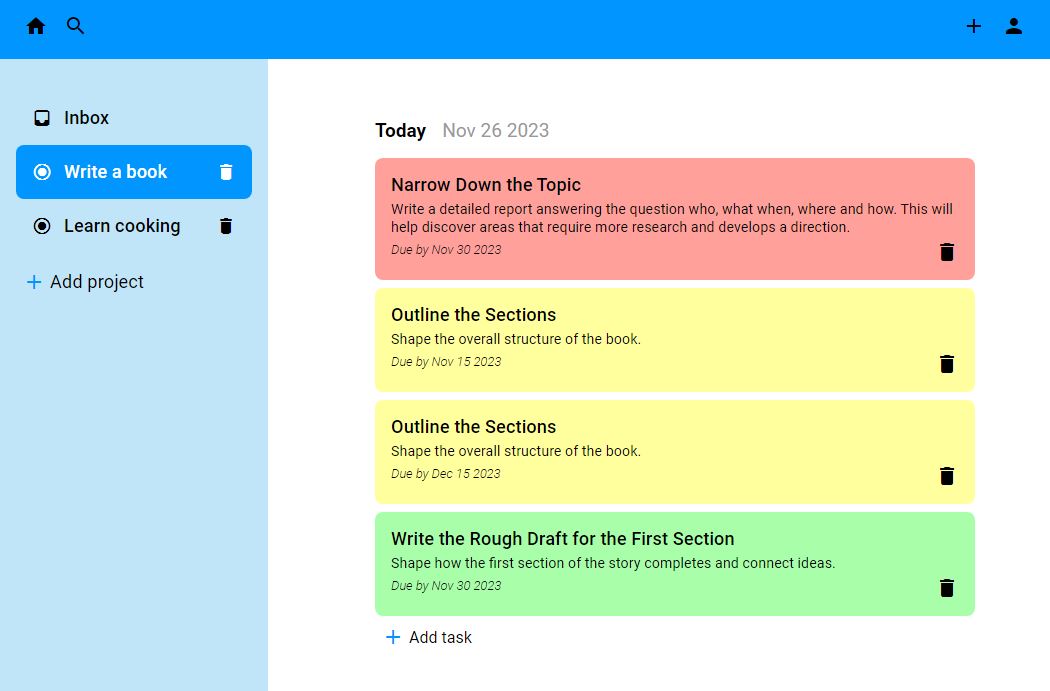 Inbox
Write a book
Learn cooking
Add project
Today Nov 26 2023
Narrow Down the Topic
Write a detailed report answering the question who, what when, where and how. This will
help discover areas that require more research and develops a direction.
Due by Nov 30 2023
Outline the Sections
Shape the overall structure of the book.
Due by Nov 15 2023
Outline the Sections
Shape the overall structure of the book.
Due by Dec 15 2023
Write the Rough Draft for the First Section
Shape how the first section of the story completes and connect ideas.
Due by Nov 30 2023
Add task